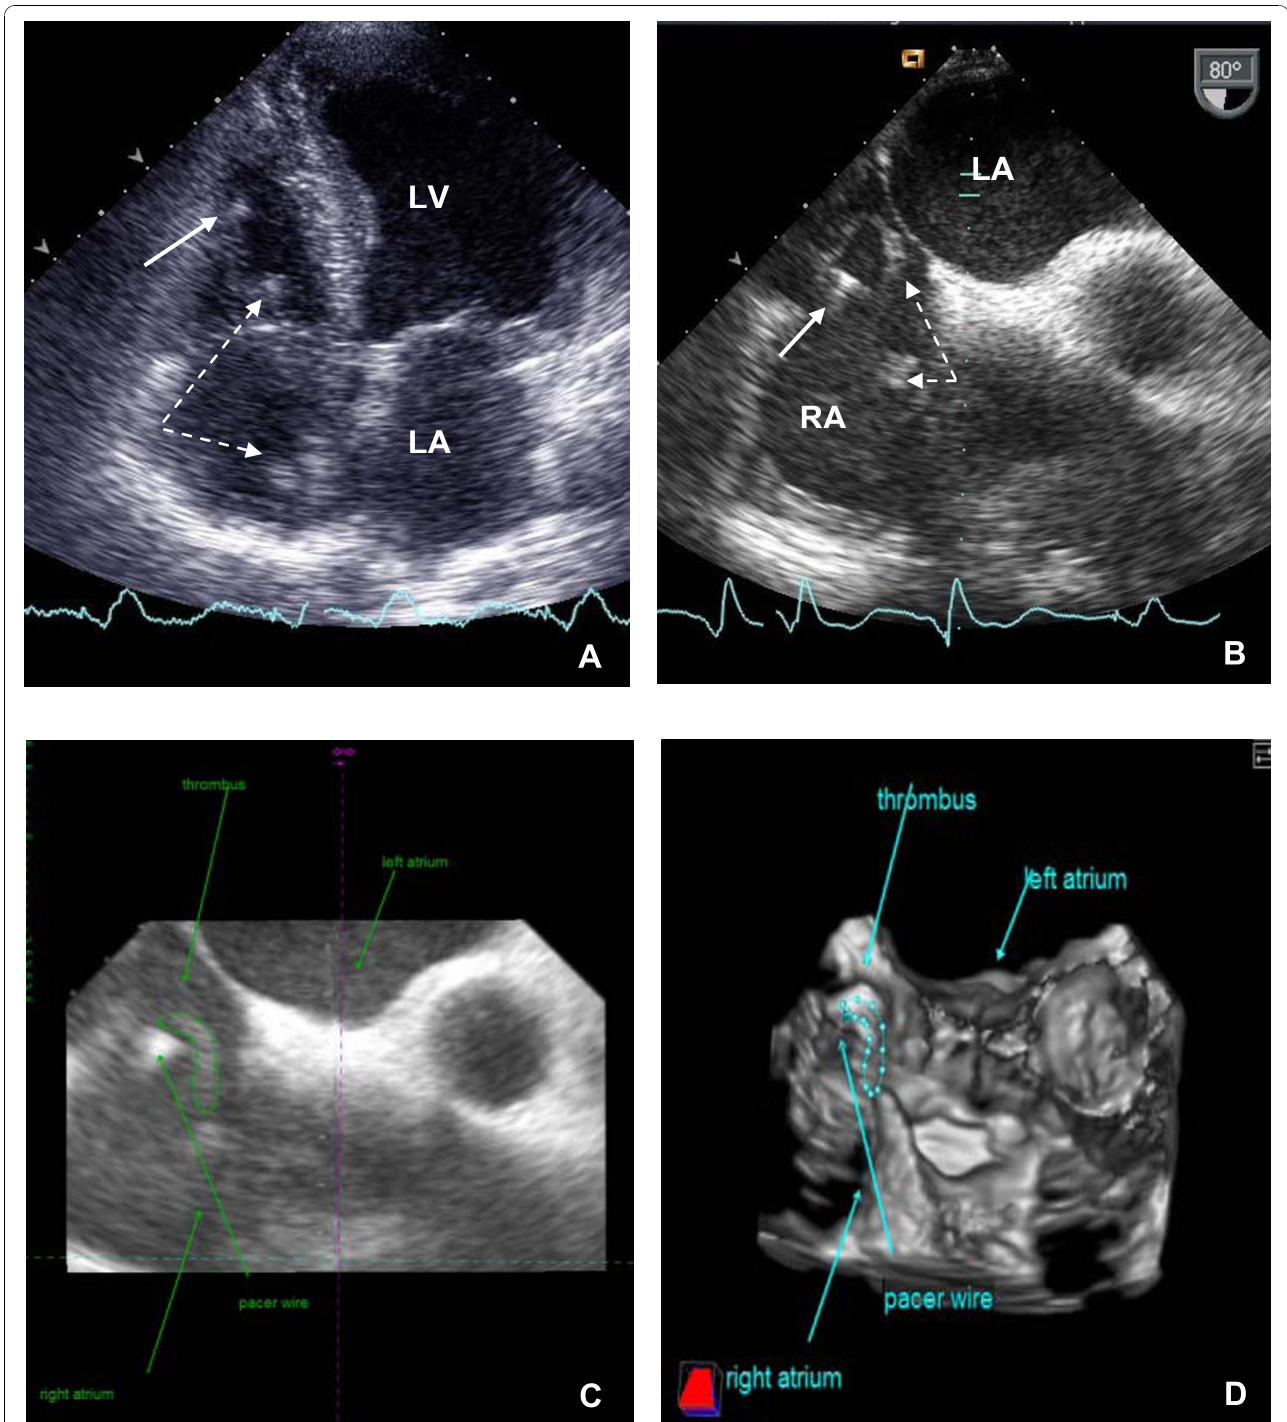 LV
LA
A
80°
LA
RA
B
thrombus
left atrium
pacer wire
right atrium
C
thrombus
left atrium
pacer wire
right atrium
D